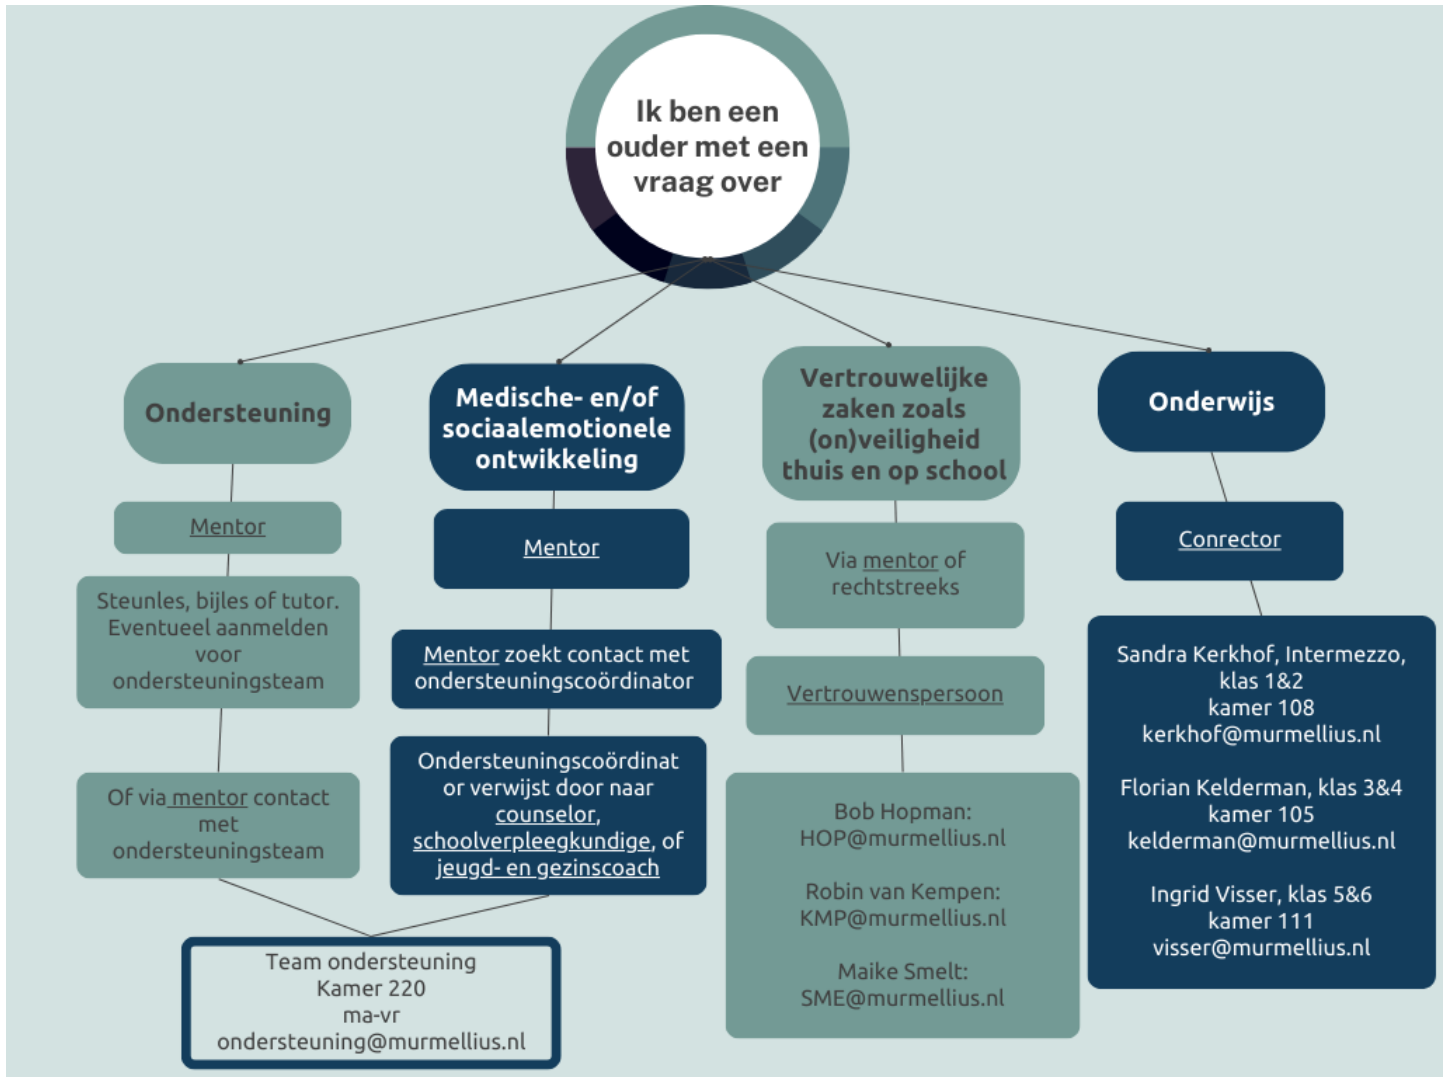 Ik ben een
ouder met een
vraag over
Ondersteuning
Mentor
Steunles, bijles of tutor.
Eventueel aanmelden
voor
ondersteuningsteam
Of via mentor contact
met
ondersteuningsteam
Medische- en/of
sociaalemotionele
ontwikkeling
Mentor
Mentor zoekt contact met
ondersteuningscoördinator
Ondersteuningscoördinat
or verwijst door naar
counselor,
schoolverpleegkundige, of
jeugd- en gezinscoach
Team ondersteuning
Kamer 220
ma-vr
ondersteuning@murmellius.nl
Vertrouwelijke
zaken zoals
(on)veiligheid
thuis en op school
Via mentor of
rechtstreeks
Vertrouwenspersoon
Bob Hopman:
HOP@murmellius.nl
Robin van Kempen:
KMP@murmellius.nl
Maike Smelt:
SME@murmellius.nl
Onderwijs
Conrector
Sandra Kerkhof, Intermezzo,
klas 1&2
kamer 108
kerkhof@murmellius.nl
Florian Kelderman, klas 3&4
kamer 105
kelderman@murmellius.nl
Ingrid Visser, klas 5&6
kamer 111
visser@murmellius.nl